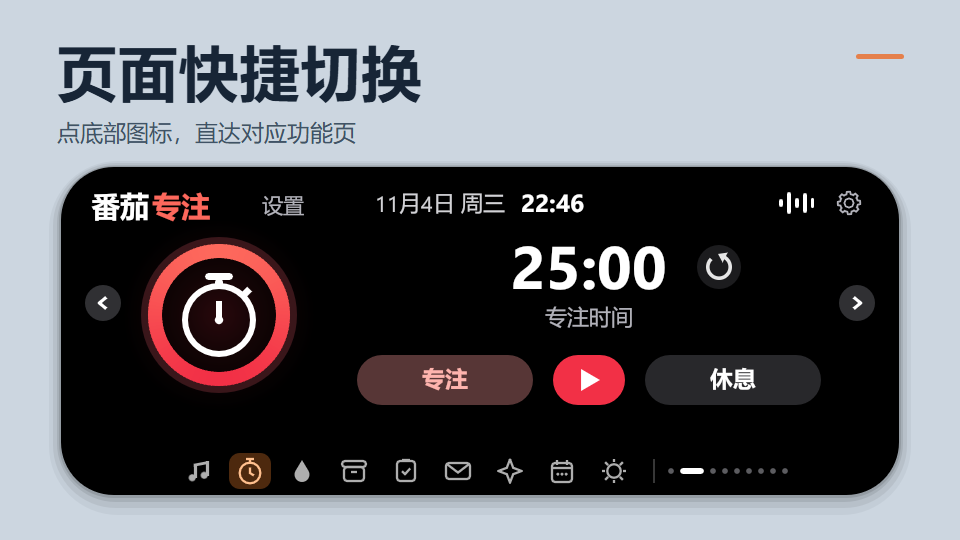 页面快捷切换
点底部图标，直达对应功能页
番茄专注 设置 11月4日 周三 22:46
25:00
专注时间
专注 休息